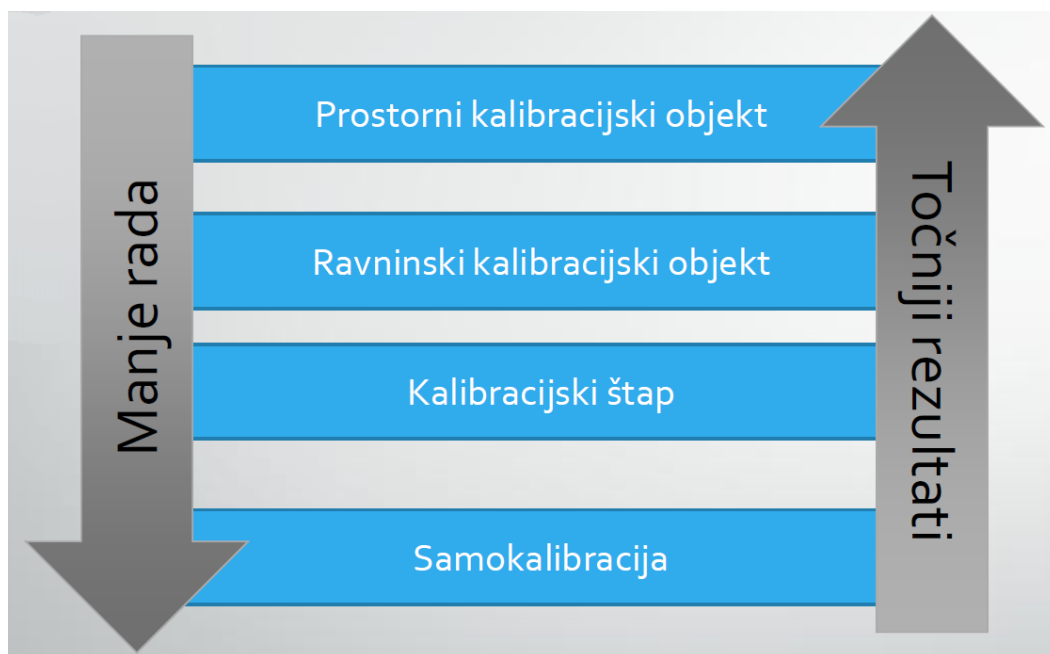 Manje rada
Prostorni kalibracijski objekt
Ravninski kalibracijski objekt
Kalibracijski štap
Samokalibracija
Točniji rezultati